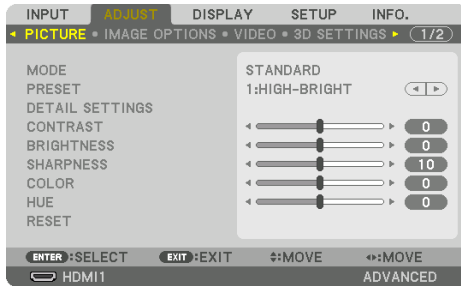 INPUT ADJUST DISPLAY SETUP INFO.
PICTURE • IMAGE OPTIONS • VIDEO • 3D SETTINGS 1/2
MODE STANDARD
PRESET 1:HIGH-BRIGHT
DETAIL SETTINGS
CONTRAST 0
BRIGHTNESS 0
SHARPNESS 10
COLOR 0
HUE 0
RESET
ENTER :SELECT EXIT :EXIT :MOVE :MOVE
HDMI1 ADVANCED